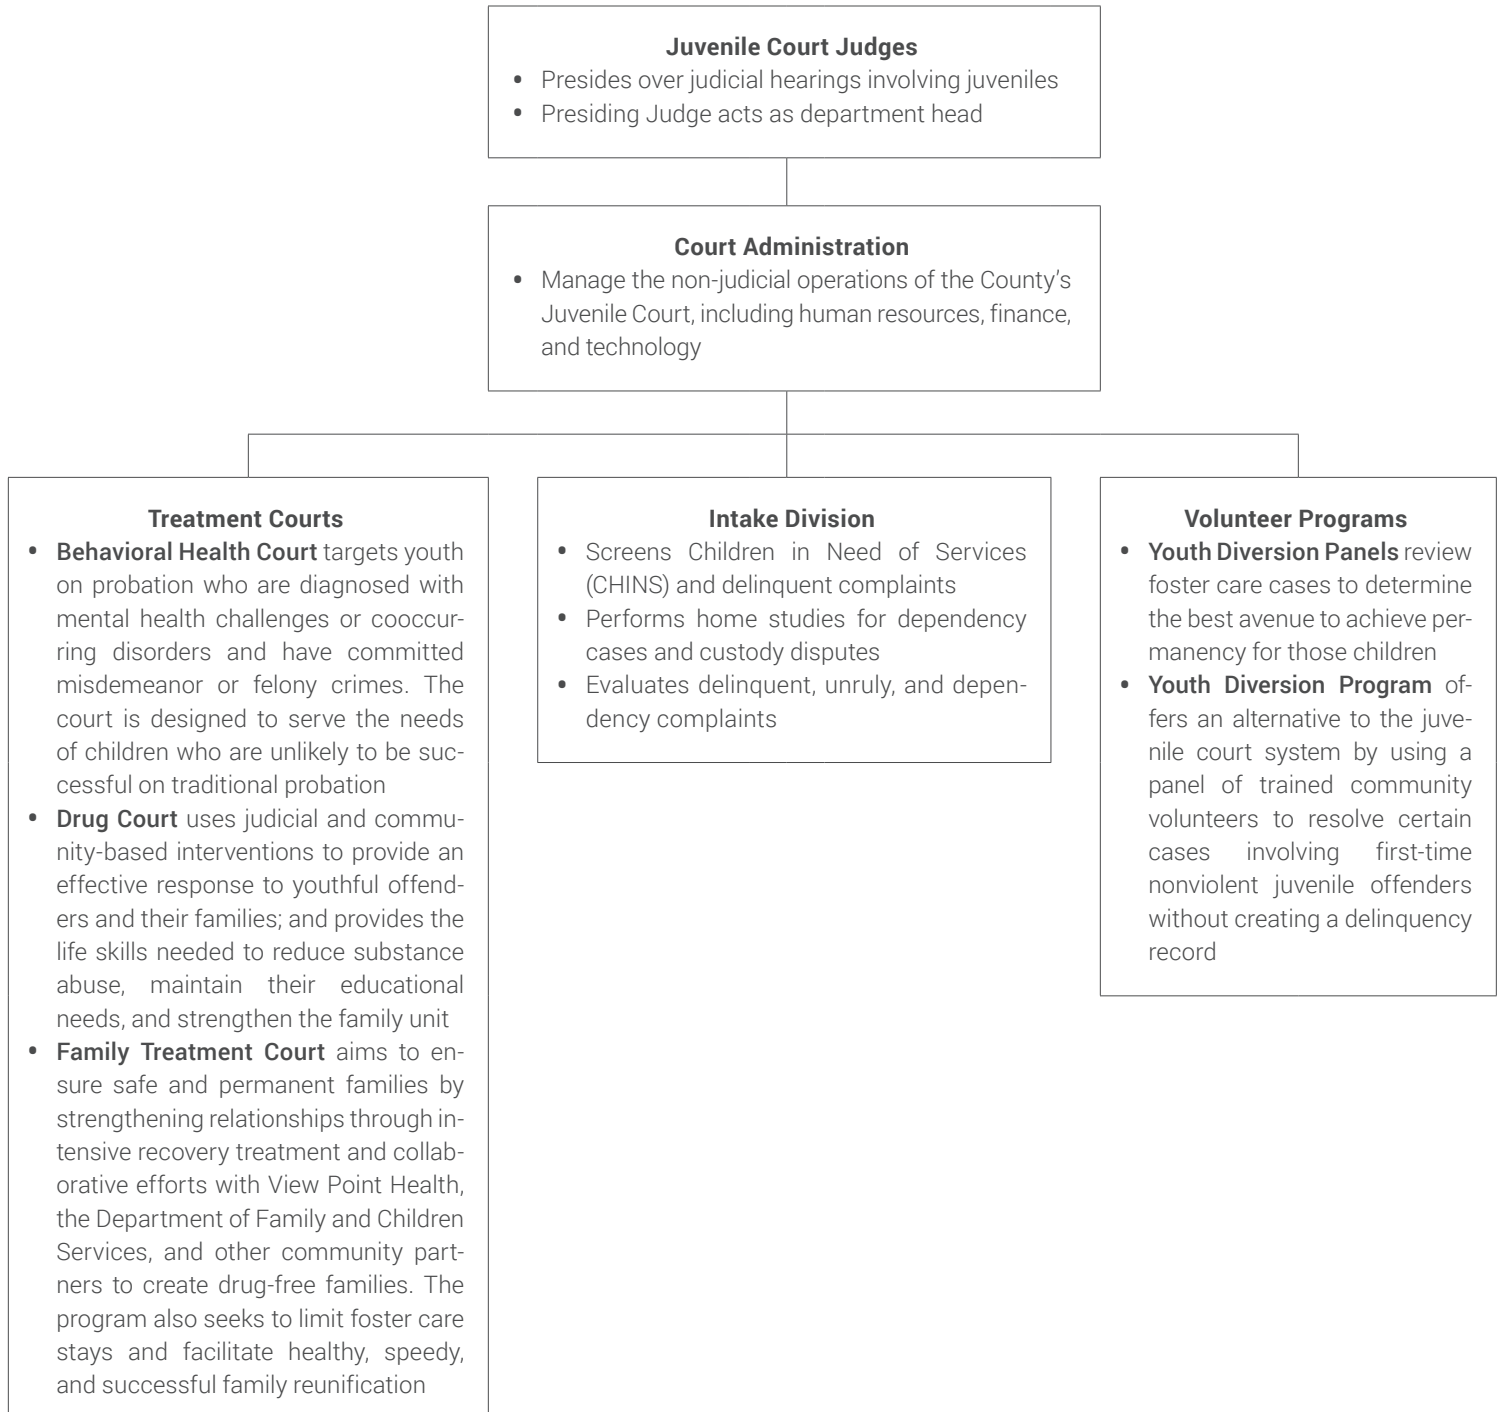 Juvenile Court Judges
• Presides over judicial hearings involving juveniles
• Presiding Judge acts as department head
Court Administration
• Manage the non-judicial operations of the County's
Juvenile Court, including human resources, finance,
and technology
Treatment Courts
• Behavioral Health Court targets youth
on probation who are diagnosed with
mental health challenges or cooccur-
ring disorders and have committed
misdemeanor or felony crimes. The
court is designed to serve the needs
of children who are unlikely to be suc-
cessful on traditional probation
• Drug Court uses judicial and commu-
nity-based interventions to provide an
effective response to youthful offend-
ers and their families; and provides the
life skills needed to reduce substance
abuse, maintain their educational
needs, and strengthen the family unit
• Family Treatment Court aims to en-
sure safe and permanent families by
strengthening relationships through in-
tensive recovery treatment and collab-
orative efforts with View Point Health,
the Department of Family and Children
Services, and other community part-
ners to create drug-free families. The
program also seeks to limit foster care
stays and facilitate healthy, speedy,
and successful family reunification
Intake Division
• Screens Children in Need of Services
(CHINS) and delinquent complaints
• Performs home studies for dependency
cases and custody disputes
• Evaluates delinquent, unruly, and depen-
dency complaints
Volunteer Programs
• Youth Diversion Panels review
foster care cases to determine
the best avenue to achieve per-
manency for those children
• Youth Diversion Program of-
fers an alternative to the juve-
nile court system by using a
panel of trained community
volunteers to resolve certain
cases involving first-time
nonviolent juvenile offenders
without creating a delinquency
record